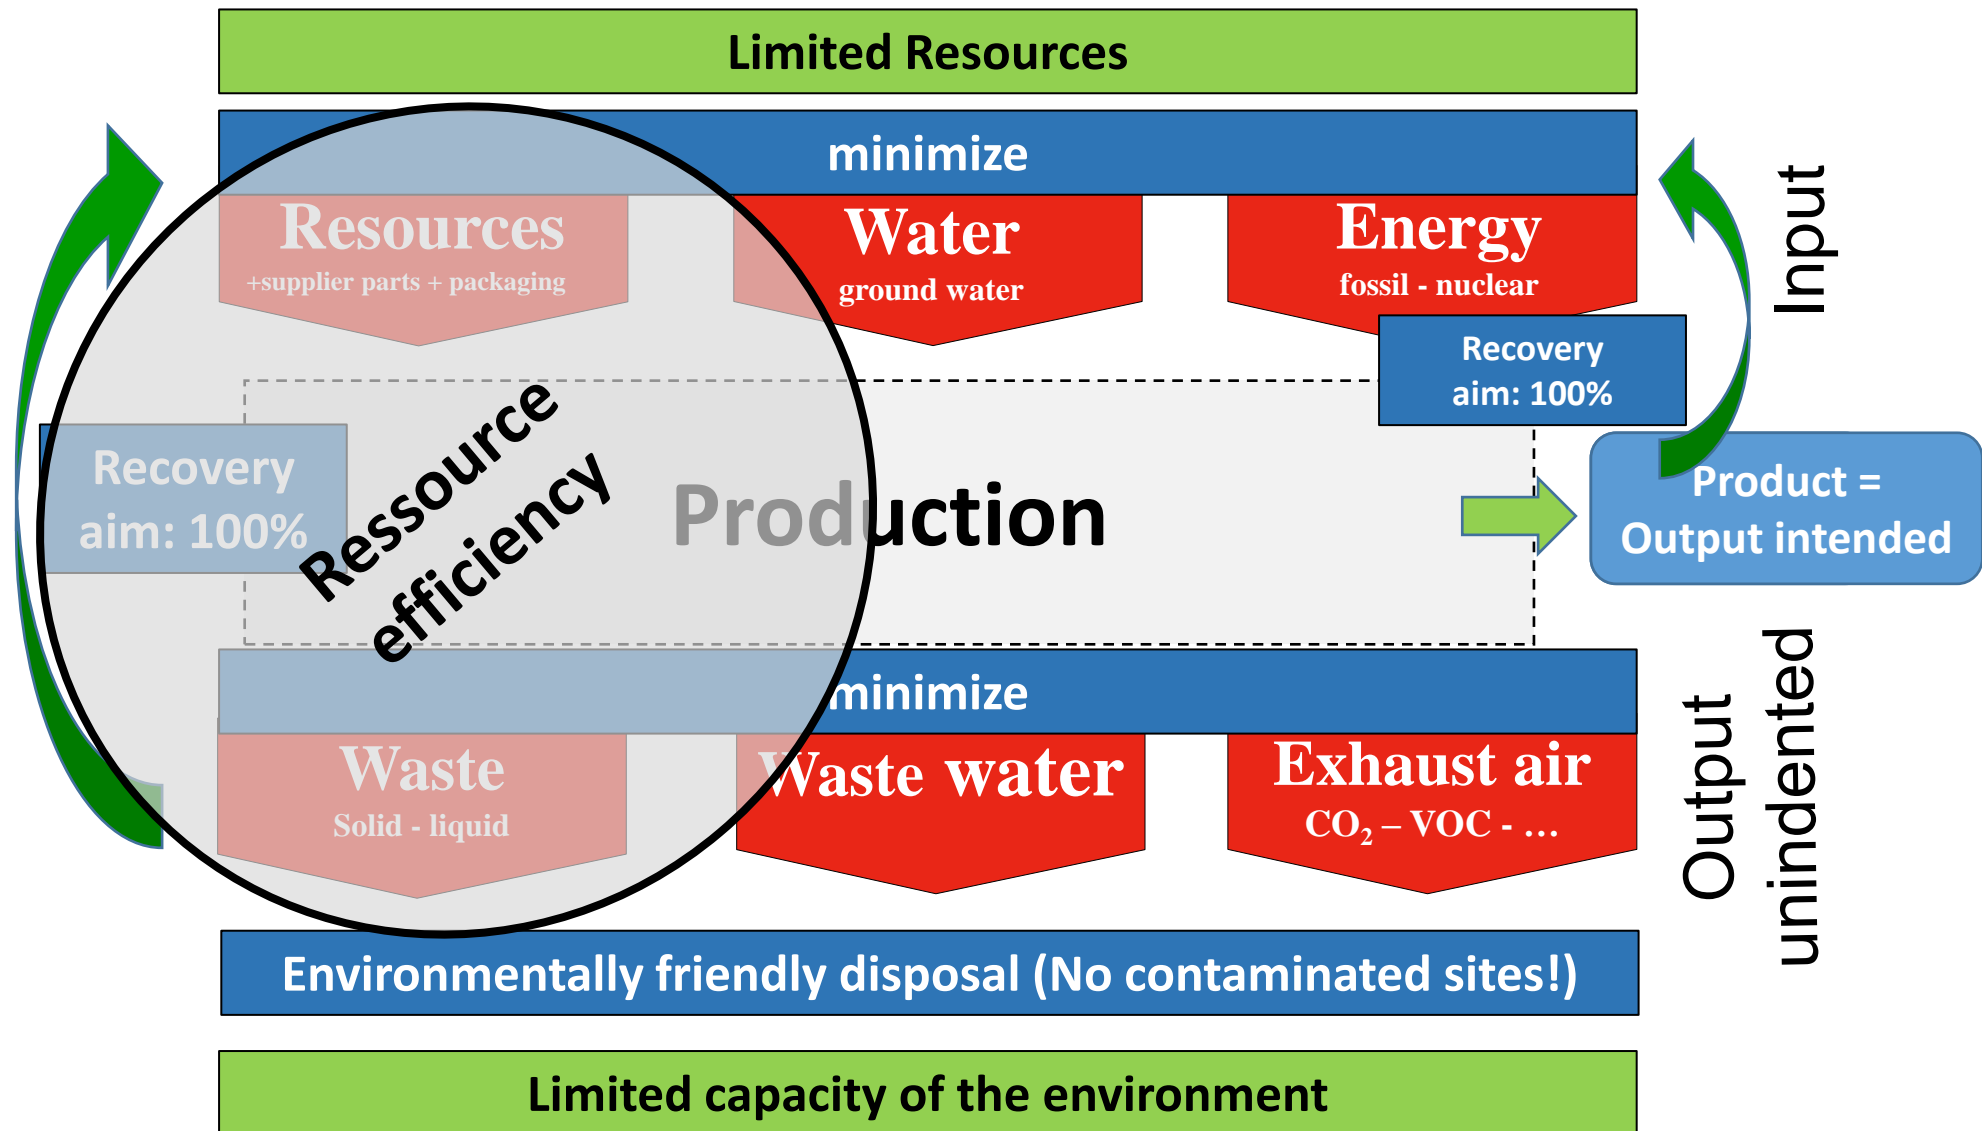 Limited Resources
minimize
Resources
+supplier parts + packaging
Water
ground water
Energy
fossil - nuclear
Input
Recovery
aim: 100%
Recovery
aim: 100%
Ressource
efficiency
Production
Product =
Output intended
minimize
Waste
Solid - liquid
Waste water
Exhaust air
CO₂ – VOC - …
Output
unindented
Environmentally friendly disposal (No contaminated sites!)
Limited capacity of the environment